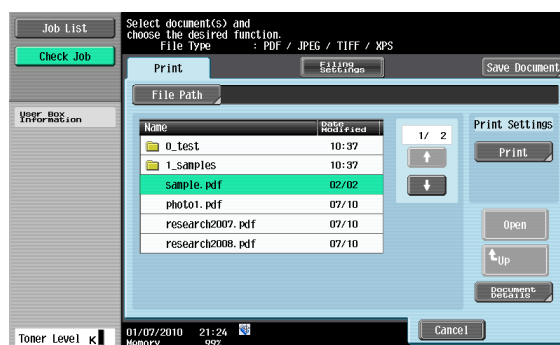 Job List
Check Job
User Box
Information
Toner Level K
Select document(s) and
choose the desired function.
File Type : PDF / JPEG / TIFF / XPS
Print
Filing
Settings
Save Document
File Path
Name Date
Modified
0_test 10:37
1_samples 10:37
sample.pdf 02/02
photo1.pdf 07/10
research2007.pdf 07/10
research2008.pdf 07/10
1/ 2
Print Settings
Print
Open
Up
Document
Details
01/07/2010 21:24
Memory 99%
Cancel